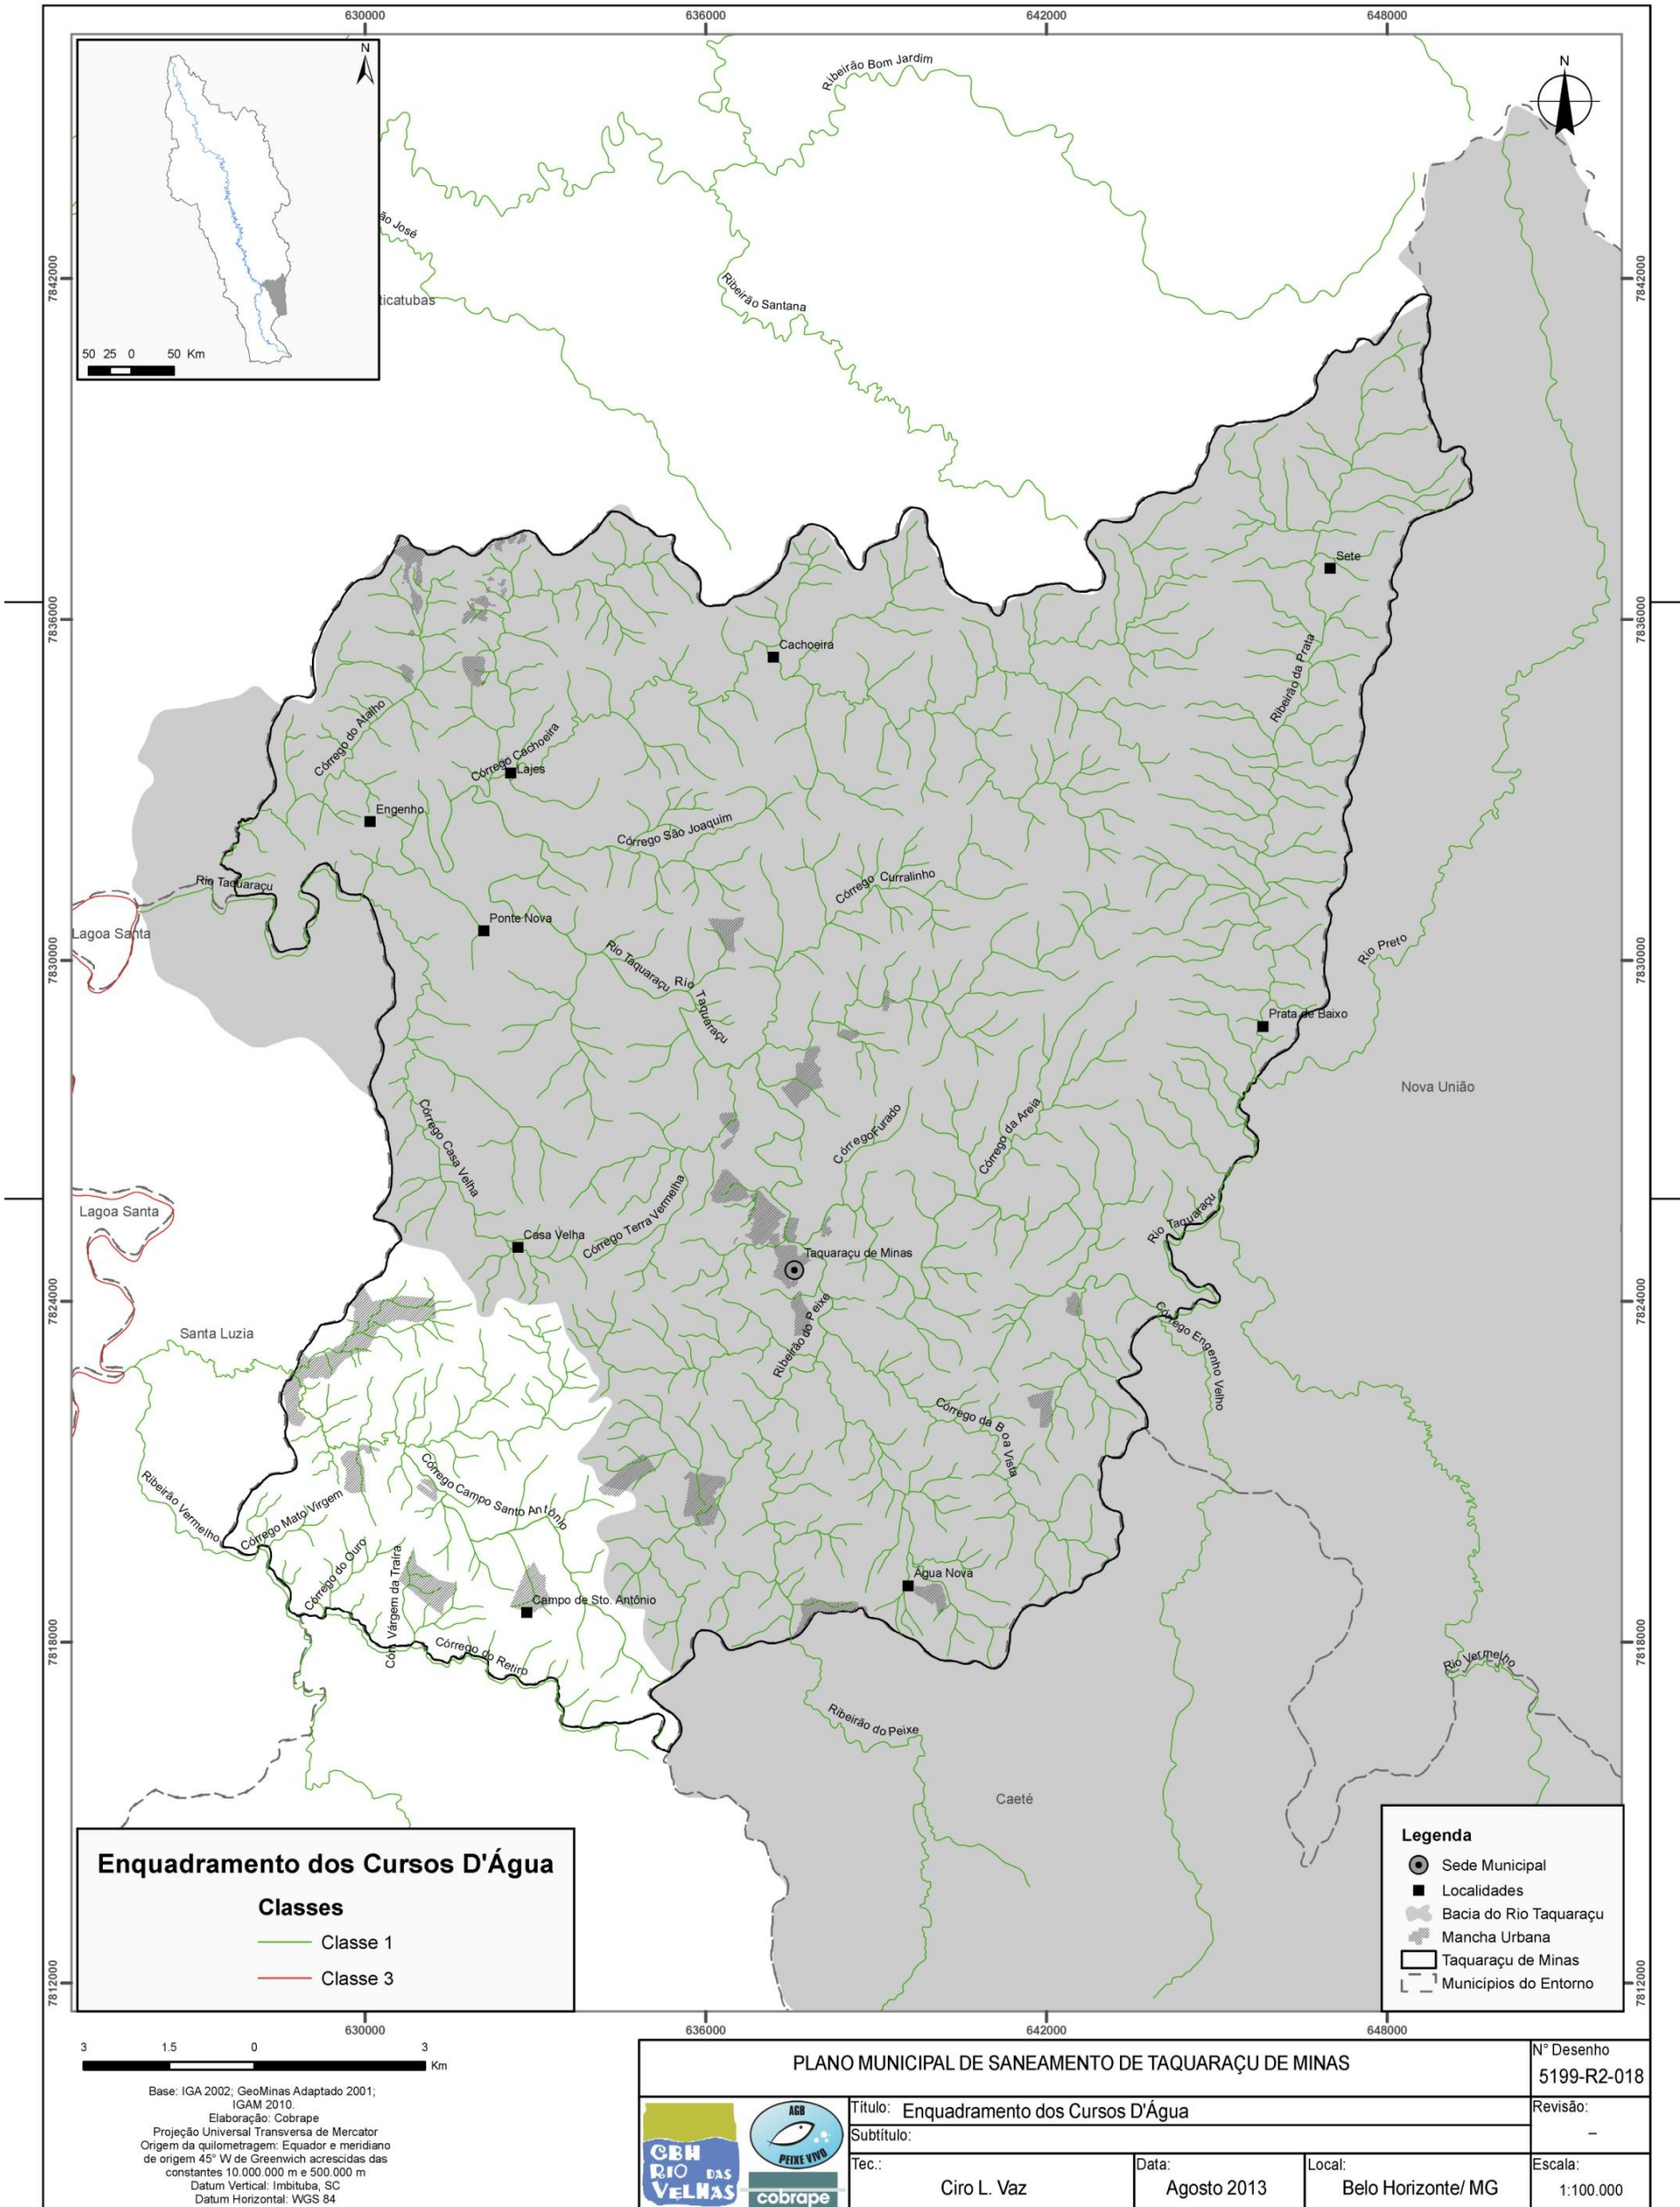 630000
636000
642000
648000
N
50 25 0 50 Km
N
Ribeirão Bom Jardim
ão José
ticatubas
Ribeirão Santana
7842000
7842000
Sete
7836000
7836000
Cachoeira
Ribeirão da Prata
Córrego do Atalho
Córrego Cachoeira
Lajes
Engenho
Córrego São Joaquim
Córrego Curralinho
Rio Taquaraçu
Ponte Nova
Lagoa Santa
Rio Taquaraçu
Rio Taquaraçu
Rio Preto
7830000
7830000
Prata de Baixo
Nova União
Córrego Casa Velha
Córrego Furado
Córrego da Areia
Lagoa Santa
Casa Velha
Córrego Terra Vermelha
Rio Taquaraçu
Taquaraçu de Minas
7824000
7824000
Santa Luzia
Ribeirão do Peixe
Córrego Engenho Velho
Córrego da Boa Vista
Ribeirão Vermelho
Córrego Mato Virgem
Córrego Campo Santo Antônio
Córrego do Ouro
Córr. Várgem da Traíra
Água Nova
Campo de Sto. Antônio
7818000
7818000
Córrego do Retiro
Rio Vermelho
Ribeirão do Peixe
Caeté
Enquadramento dos Cursos D'Água
Classes
Classe 1
Classe 3
Legenda
Sede Municipal
Localidades
Bacia do Rio Taquaraçu
Mancha Urbana
Taquaraçu de Minas
Municípios do Entorno
7812000
7812000
630000
636000
642000
648000
3 1.5 0 3
Km
Base: IGA 2002; GeoMinas Adaptado 2001;
IGAM 2010.
Elaboração: Cobrape
Projeção Universal Transversa de Mercator
Origem da quilometragem: Equador e meridiano
de origem 45° W de Greenwich acrescidas das
constantes 10.000.000 m e 500.000 m
Datum Vertical: Imbituba, SC
Datum Horizontal: WGS 84
PLANO MUNICIPAL DE SANEAMENTO DE TAQUARAÇU DE MINAS
N° Desenho
5199-R2-018
CBH
RIO DAS
VELHAS
AGB
PEIXE VIVO
cobrape
Título: Enquadramento dos Cursos D'Água
Subtítulo:
Revisão:
–
Tec.:
Ciro L. Vaz
Data:
Agosto 2013
Local:
Belo Horizonte/ MG
Escala:
1:100.000